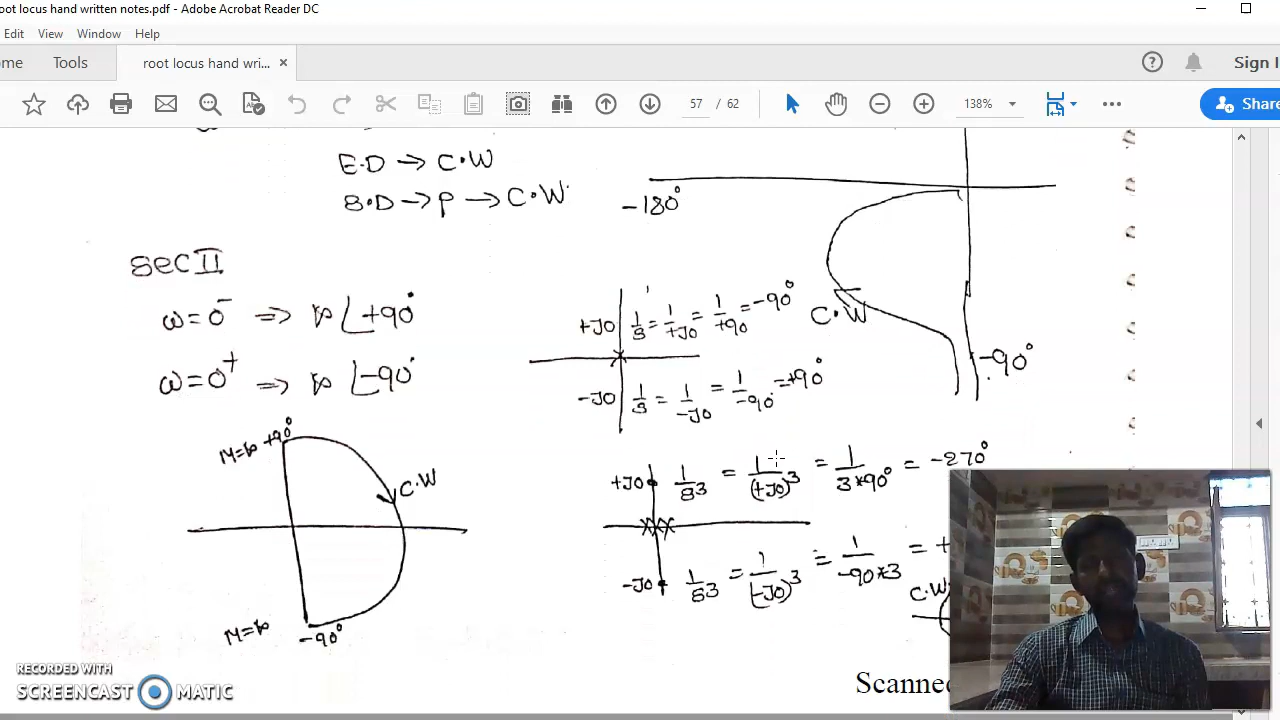 root locus hand written notes.pdf - Adobe Acrobat Reader DC
Edit View Window Help
ome Tools root locus hand wri... × Sign I
57 / 62 138% Share
E.D → C.W
S.D → P → C.W
-180°
sec II
ω=0⁻ ⇒ ∞ ∠+90°
ω=0⁺ ⇒ ∞ ∠-90°
+J0 1/S = 1/+J0 = 1/+90 = -90°
-J0 1/S = 1/-J0 = 1/-90° = +90°
C.W
-90°
M=∞ +90°
C.W
M=∞ -90°
+J0 1/S3 = 1/(+J0)3 = 1/3*90° = -270°
-J0 1/S3 = 1/(-J0)3 = 1/-90*3 = +
C.W
RECORDED WITH
SCREENCAST MATIC
Scanned